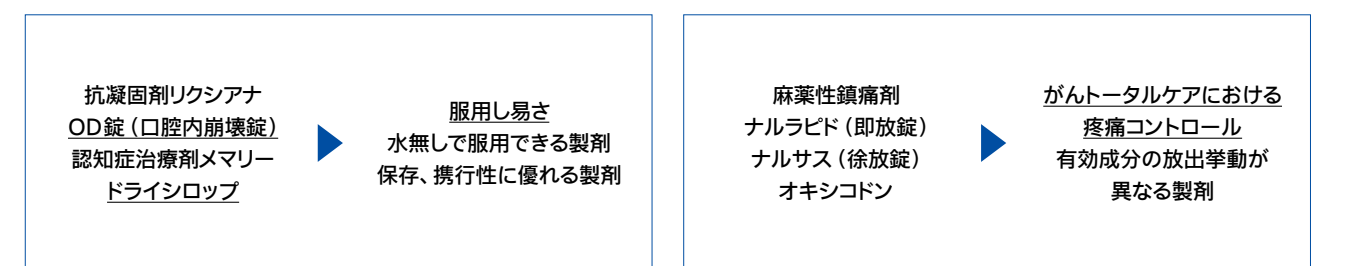 抗凝固剤リクシアナ
OD錠（口腔内崩壊錠）
認知症治療剤メマリー
ドライシロップ
服用し易さ
水無しで服用できる製剤
保存、携行性に優れる製剤
麻薬性鎮痛剤
ナルラピド（即放錠）
ナルサス（徐放錠）
オキシコドン
がんトータルケアにおける
疼痛コントロール
有効成分の放出挙動が
異なる製剤